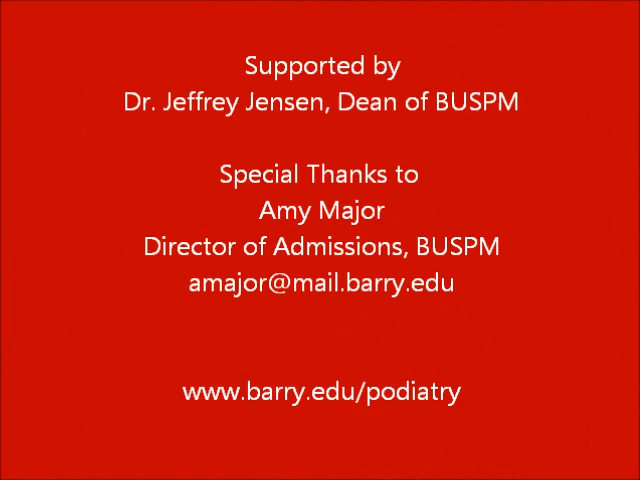 Supported by
Dr. Jeffrey Jensen, Dean of BUSPM
Special Thanks to
Amy Major
Director of Admissions, BUSPM
amajor@mail.barry.edu
www.barry.edu/podiatry